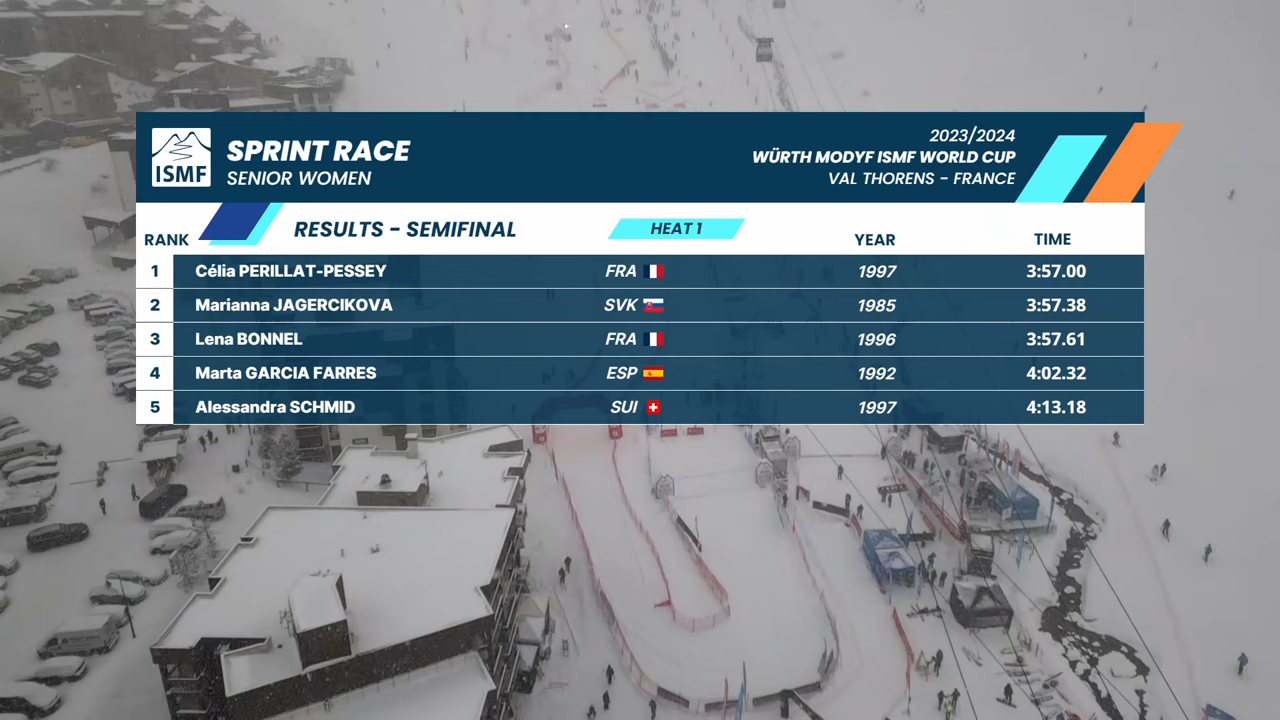 ISMF
SPRINT RACE
SENIOR WOMEN
2023/2024
WÜRTH MODYF ISMF WORLD CUP
VAL THORENS - FRANCE
RESULTS - SEMIFINAL
HEAT 1
RANK YEAR TIME
1 Célia PERILLAT-PESSEY FRA 1997 3:57.00
2 Marianna JAGERCIKOVA SVK 1985 3:57.38
3 Lena BONNEL FRA 1996 3:57.61
4 Marta GARCIA FARRES ESP 1992 4:02.32
5 Alessandra SCHMID SUI 1997 4:13.18